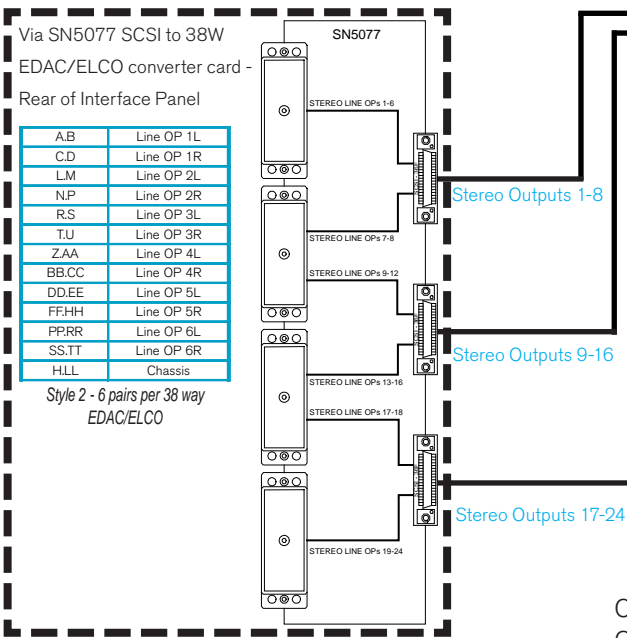 Via SN5077 SCSI to 38W
EDAC/ELCO converter card -
Rear of Interface Panel
A.B Line OP 1L
C.D Line OP 1R
L.M Line OP 2L
N.P Line OP 2R
R.S Line OP 3L
T.U Line OP 3R
Z.AA Line OP 4L
BB.CC Line OP 4R
DD.EE Line OP 5L
FF.HH Line OP 5R
PP.RR Line OP 6L
SS.TT Line OP 6R
H.LL Chassis
Style 2 - 6 pairs per 38 way
EDAC/ELCO
SN5077
STEREO LINE OPs 1-6
STEREO LINE OPs 7-8
STEREO LINE OPs 9-12
STEREO LINE OPs 13-16
STEREO LINE OPs 17-18
STEREO LINE OPs 19-24
Stereo Outputs 1-8
Stereo Outputs 9-16
Stereo Outputs 17-24